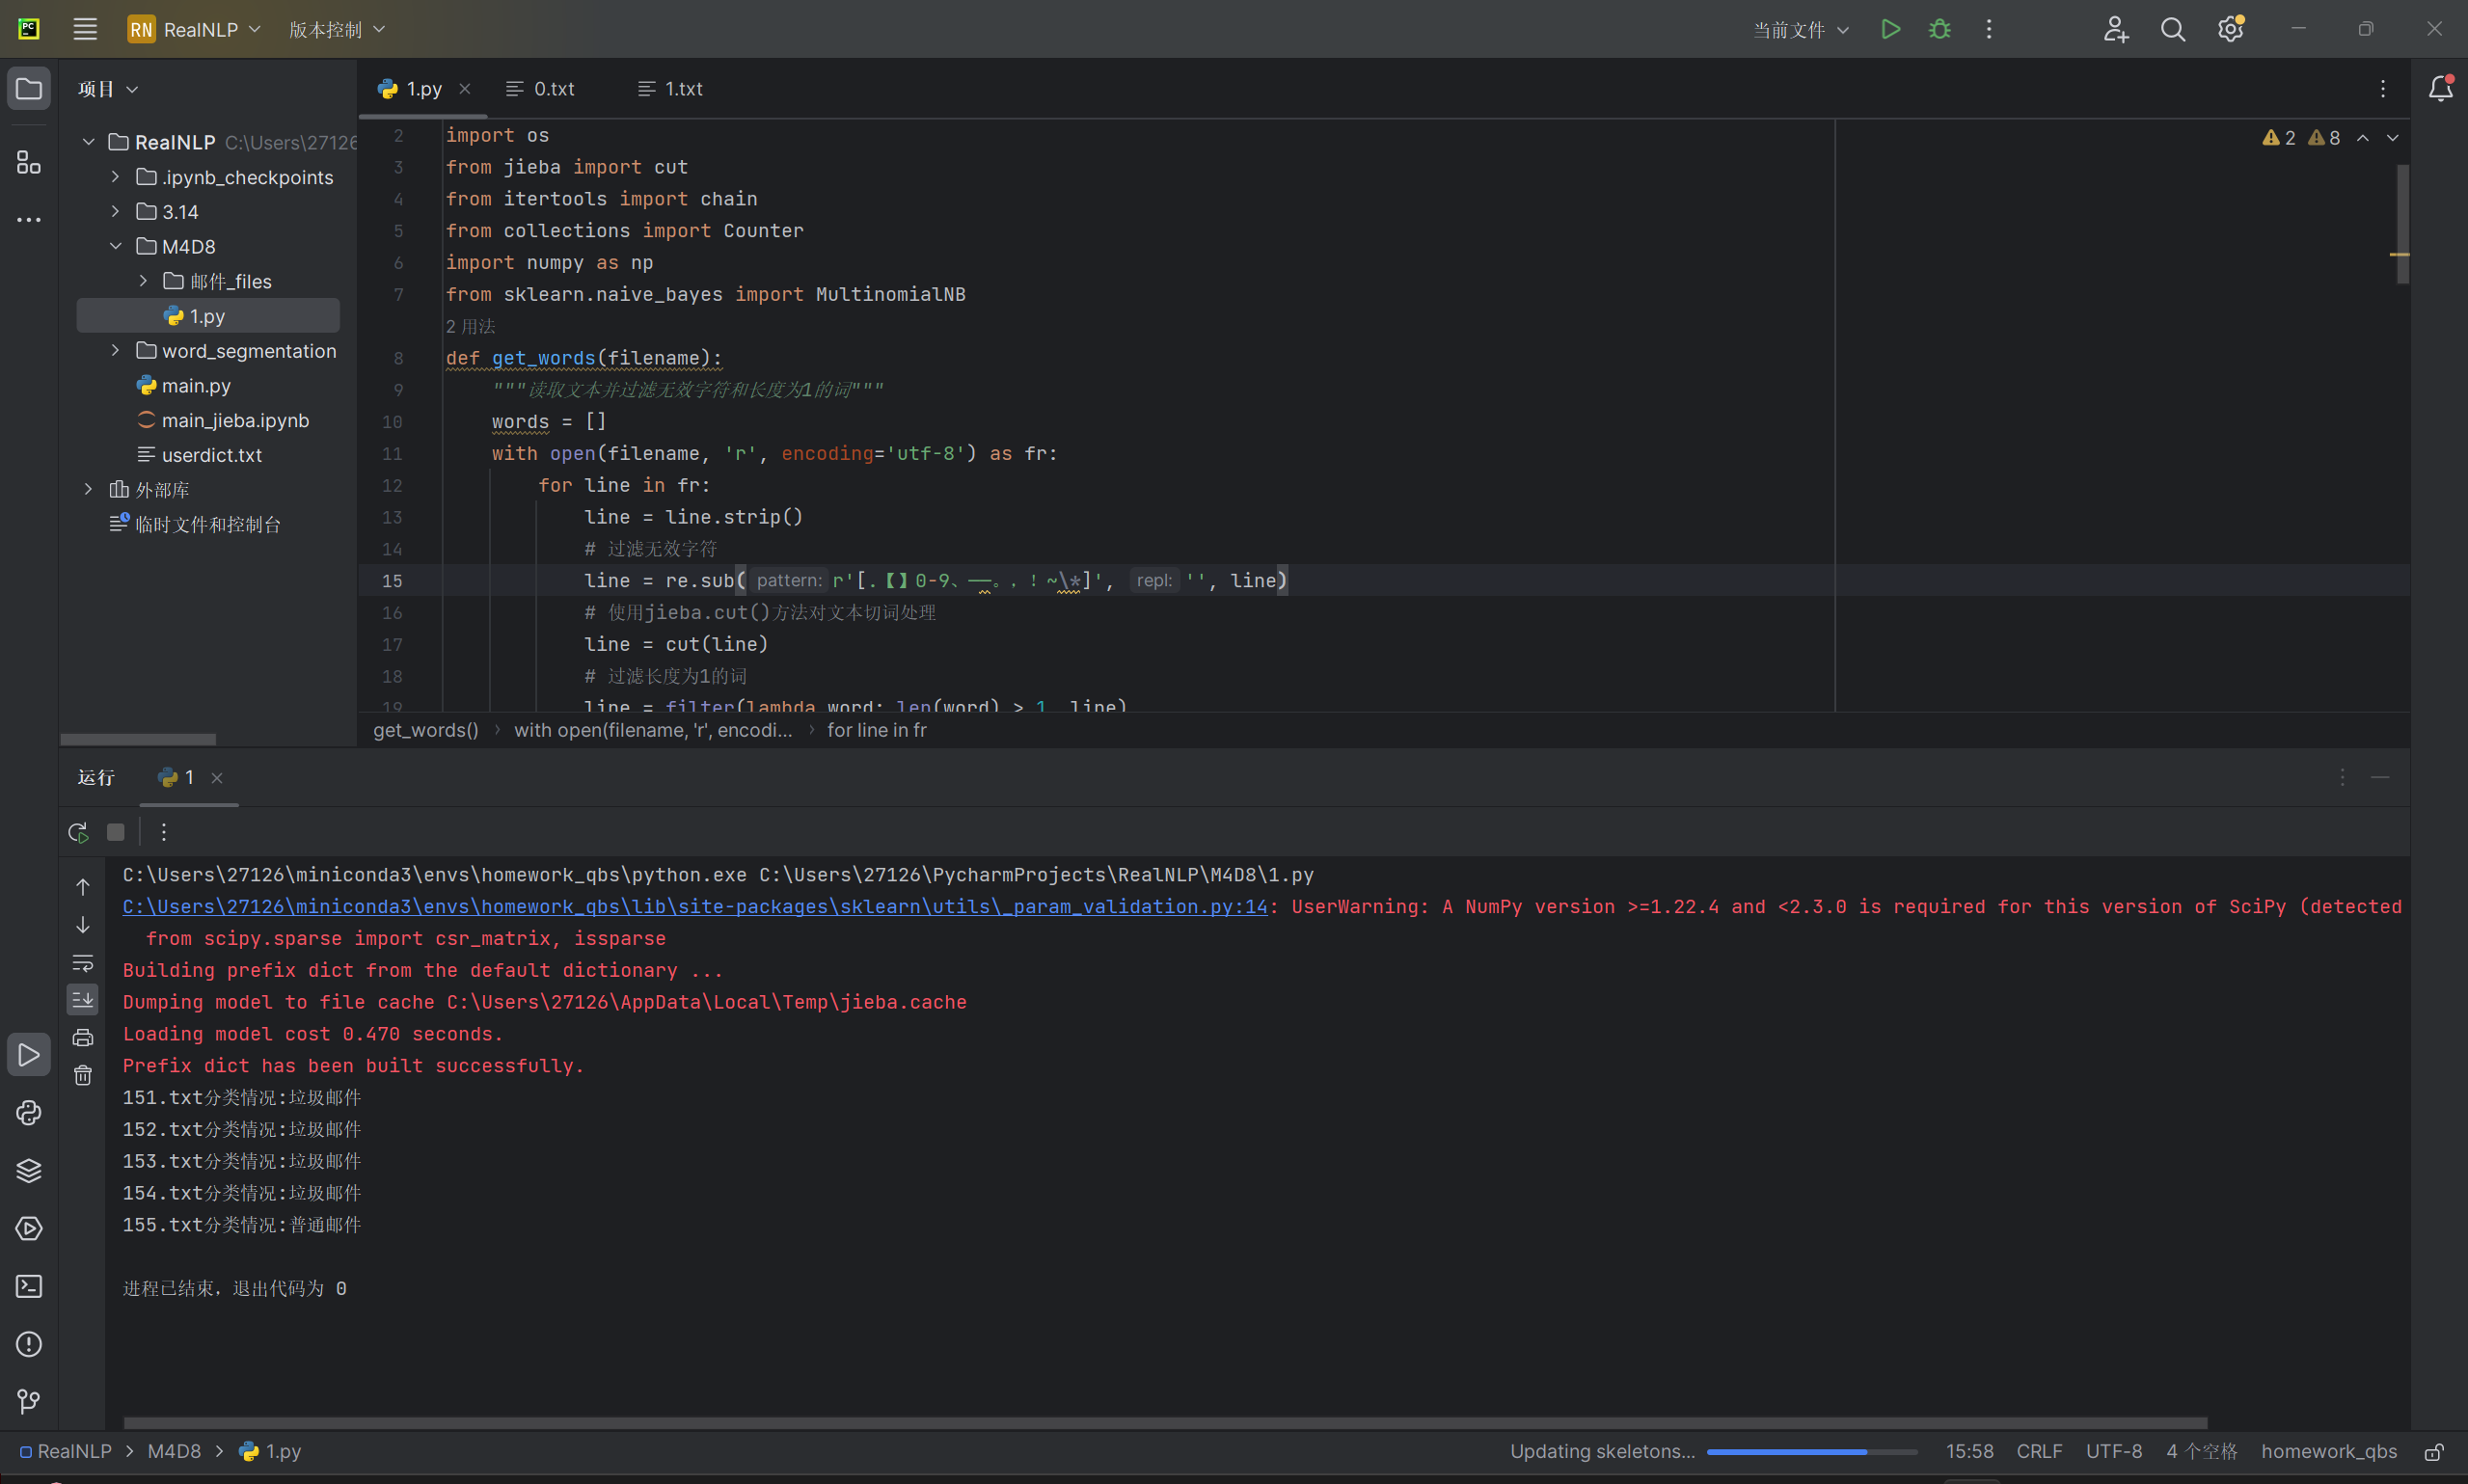 PC
RN RealNLP 版本控制 当前文件
项目
1.py 0.txt 1.txt
RealNLP C:\Users\27126
.ipynb_checkpoints
3.14
M4D8
邮件_files
1.py
word_segmentation
main.py
main_jieba.ipynb
userdict.txt
外部库
临时文件和控制台
2 8
2 import os
3 from jieba import cut
4 from itertools import chain
5 from collections import Counter
6 import numpy as np
7 from sklearn.naive_bayes import MultinomialNB
2 用法
8 def get_words(filename):
9 """读取文本并过滤无效字符和长度为1的词"""
10 words = []
11 with open(filename, 'r', encoding='utf-8') as fr:
12 for line in fr:
13 line = line.strip()
14 # 过滤无效字符
15 line = re.sub( pattern: r'[.【】0-9、——。，！~\*]', repl: '', line)
16 # 使用jieba.cut()方法对文本切词处理
17 line = cut(line)
18 # 过滤长度为1的词
19 line = filter(lambda word: len(word) > 1, line)
get_words() › with open(filename, 'r', encodi... › for line in fr
运行 1
C:\Users\27126\miniconda3\envs\homework_qbs\python.exe C:\Users\27126\PycharmProjects\RealNLP\M4D8\1.py
C:\Users\27126\miniconda3\envs\homework_qbs\lib\site-packages\sklearn\utils\_param_validation.py:14: UserWarning: A NumPy version >=1.22.4 and <2.3.0 is required for this version of SciPy (detected
from scipy.sparse import csr_matrix, issparse
Building prefix dict from the default dictionary ...
Dumping model to file cache C:\Users\27126\AppData\Local\Temp\jieba.cache
Loading model cost 0.470 seconds.
Prefix dict has been built successfully.
151.txt分类情况:垃圾邮件
152.txt分类情况:垃圾邮件
153.txt分类情况:垃圾邮件
154.txt分类情况:垃圾邮件
155.txt分类情况:普通邮件
进程已结束，退出代码为 0
RealNLP > M4D8 > 1.py Updating skeletons... 15:58 CRLF UTF-8 4 个空格 homework_qbs